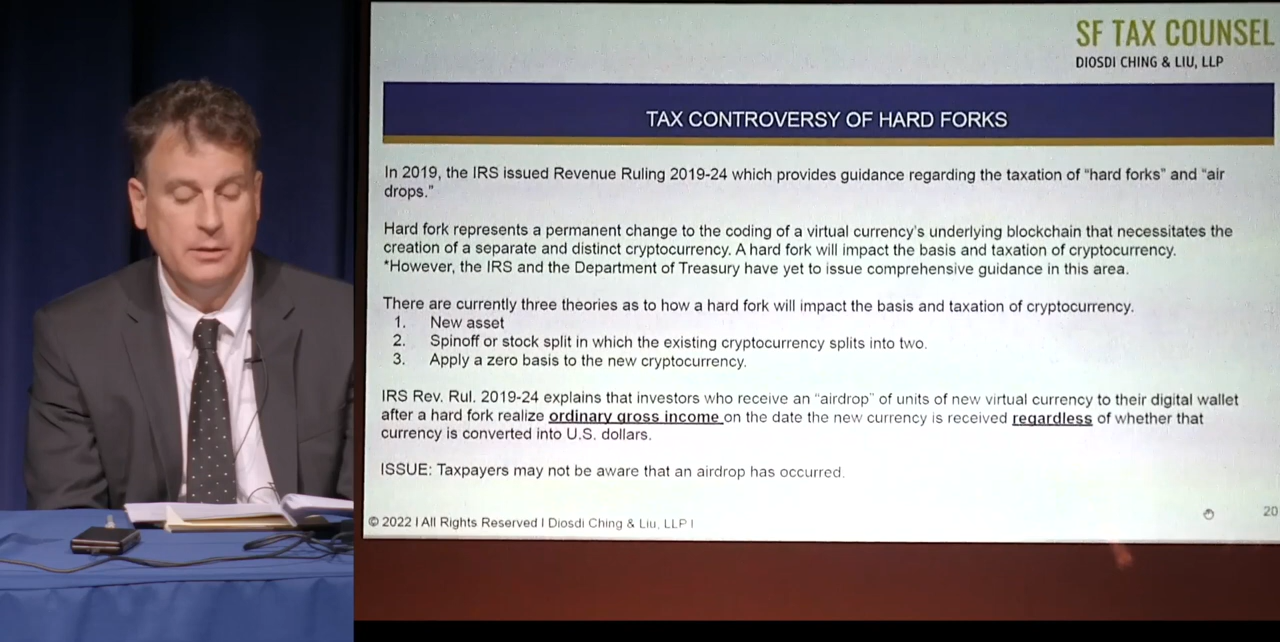 SF TAX COUNSEL
DIOSDI CHING & LIU, LLP
TAX CONTROVERSY OF HARD FORKS
In 2019, the IRS issued Revenue Ruling 2019-24 which provides guidance regarding the taxation of “hard forks” and “air
drops.”
Hard fork represents a permanent change to the coding of a virtual currency’s underlying blockchain that necessitates the
creation of a separate and distinct cryptocurrency. A hard fork will impact the basis and taxation of cryptocurrency.
*However, the IRS and the Department of Treasury have yet to issue comprehensive guidance in this area.
There are currently three theories as to how a hard fork will impact the basis and taxation of cryptocurrency.
1. New asset
2. Spinoff or stock split in which the existing cryptocurrency splits into two.
3. Apply a zero basis to the new cryptocurrency.
IRS Rev. Rul. 2019-24 explains that investors who receive an “airdrop” of units of new virtual currency to their digital wallet
after a hard fork realize ordinary gross income on the date the new currency is received regardless of whether that
currency is converted into U.S. dollars.
ISSUE: Taxpayers may not be aware that an airdrop has occurred.
© 2022 I All Rights Reserved I Diosdi Ching & Liu, LLP I
20